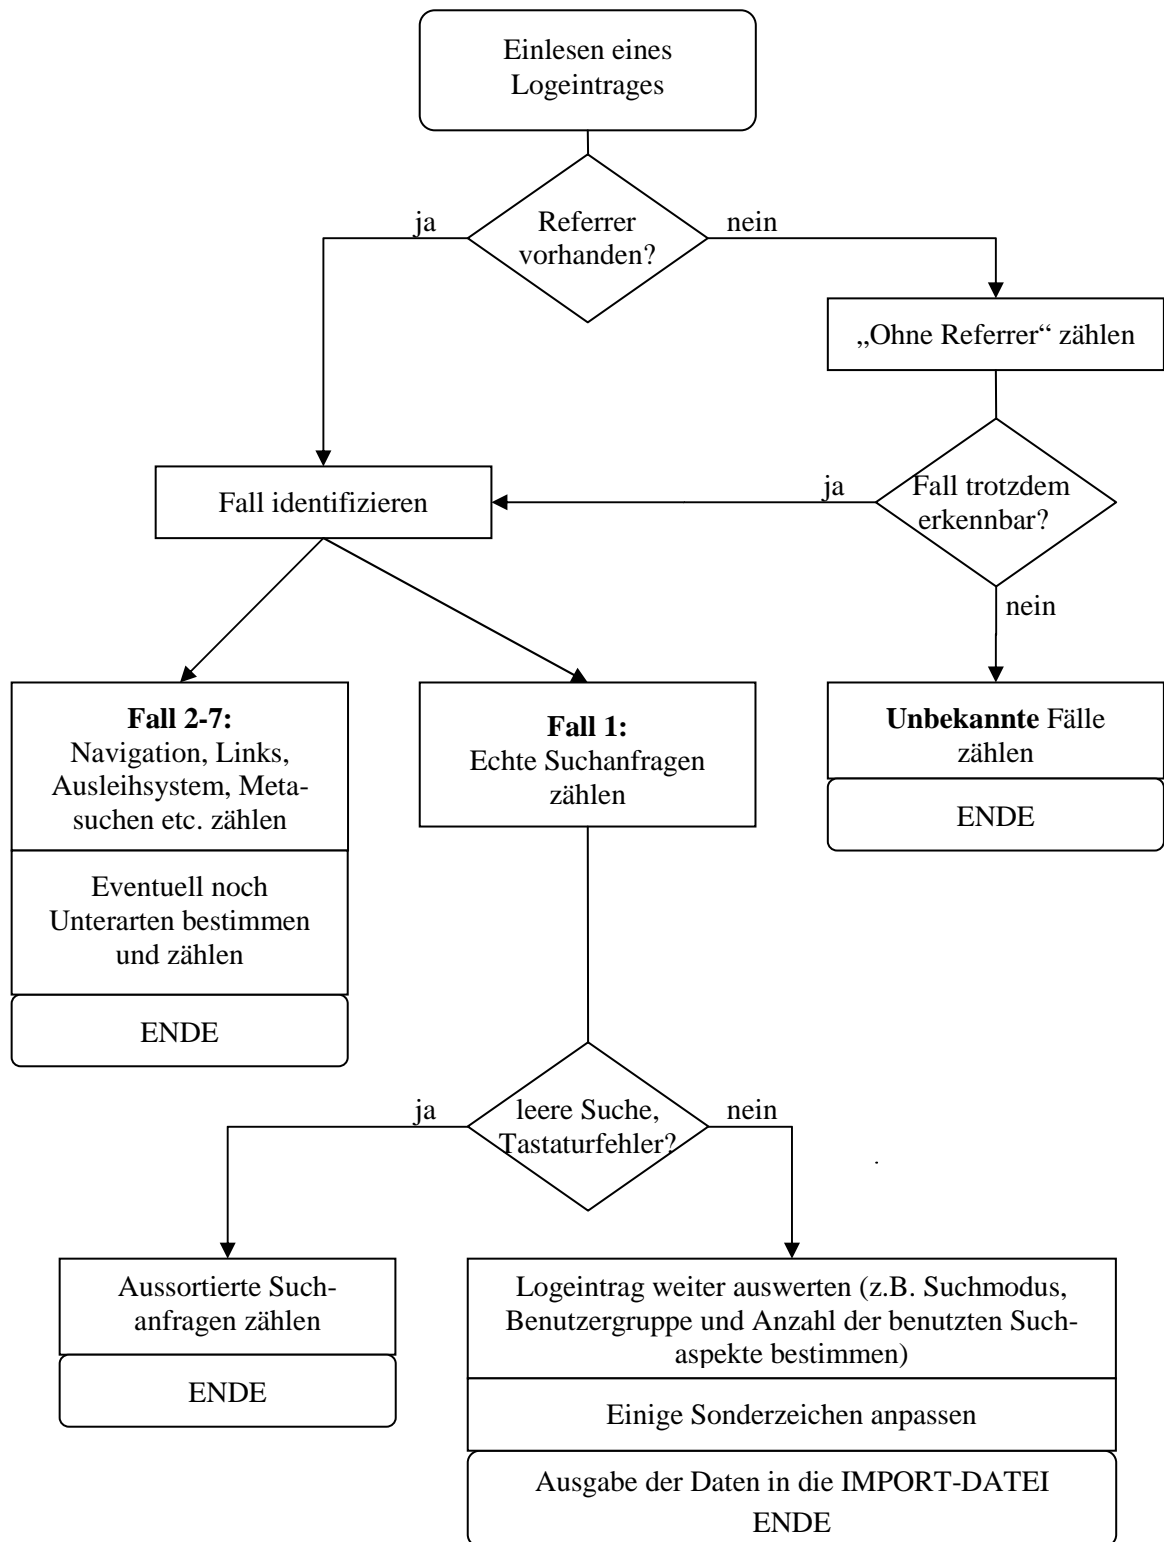 Einlesen eines
Logeintrages
ja
Referrer
vorhanden?
nein
„Ohne Referrer“ zählen
Fall identifizieren
ja
Fall trotzdem
erkennbar?
nein
Fall 2-7:
Navigation, Links,
Ausleihsystem, Meta-
suchen etc. zählen
Eventuell noch
Unterarten bestimmen
und zählen
ENDE
Fall 1:
Echte Suchanfragen
zählen
Unbekannte Fälle
zählen
ENDE
ja
leere Suche,
Tastaturfehler?
nein
Aussortierte Such-
anfragen zählen
ENDE
Logeintrag weiter auswerten (z.B. Suchmodus,
Benutzergruppe und Anzahl der benutzten Such-
aspekte bestimmen)
Einige Sonderzeichen anpassen
Ausgabe der Daten in die IMPORT-DATEI
ENDE